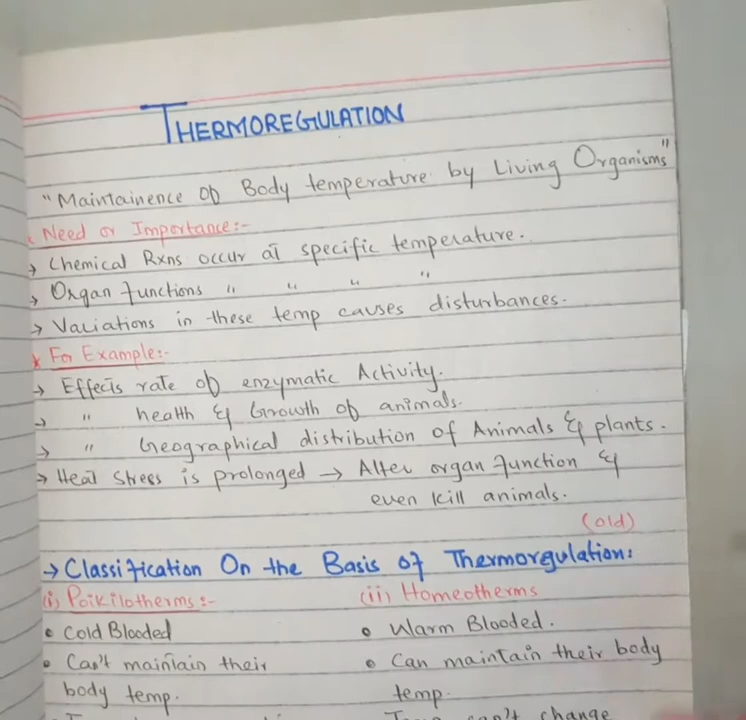 THERMOREGULATION
"Maintainence of Body temperature by Living Organisms"
* Need or Importance:-
→ Chemical Rxns occur at specific temperature.
→ Organ functions " " " "
→ Variations in these temp causes disturbances.
* For Example:-
→ Effects rate of enzymatic Activity.
→ " health & Growth of animals.
→ " Geographical distribution of Animals & plants.
→ Heat stress is prolonged → Alter organ function &
even kill animals.
(old)
→ Classification On the Basis of Thermorgulation:
(i) Poikilotherms:-
• Cold Blooded
• Can't maintain their
body temp.
(ii) Homeotherms
• Warm Blooded.
• Can maintain their body
temp.
can't change